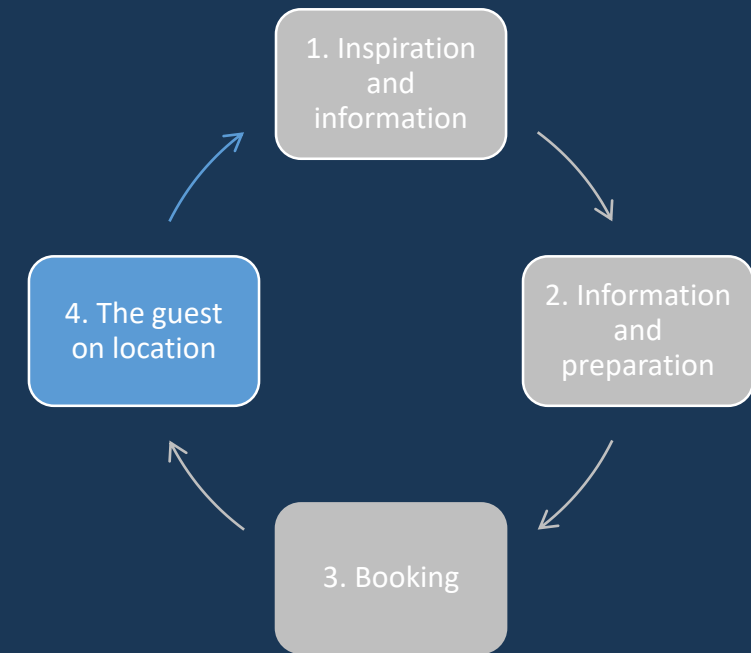 1. Inspiration
and
information
2. Information
and
preparation
3. Booking
4. The guest
on location